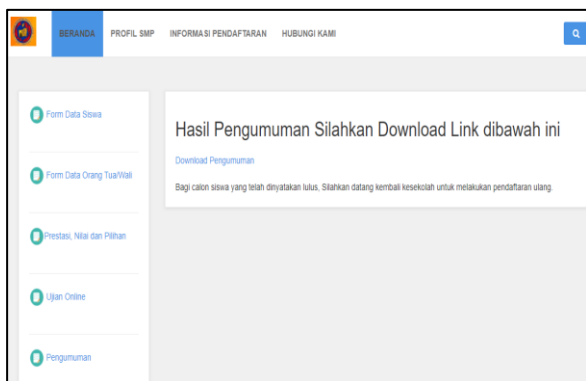 BERANDA PROFIL SMP INFORMASI PENDAFTARAN HUBUNGI KAMI
Form Data Siswa
Form Data Orang Tua/Wali
Prestasi, Nilai dan Pilihan
Ujian Online
Pengumuman
Hasil Pengumuman Silahkan Download Link dibawah ini
Download Pengumuman
Bagi calon siswa yang telah dinyatakan lulus, Silahkan datang kembali kesekolah untuk melakukan pendaftaran ulang.